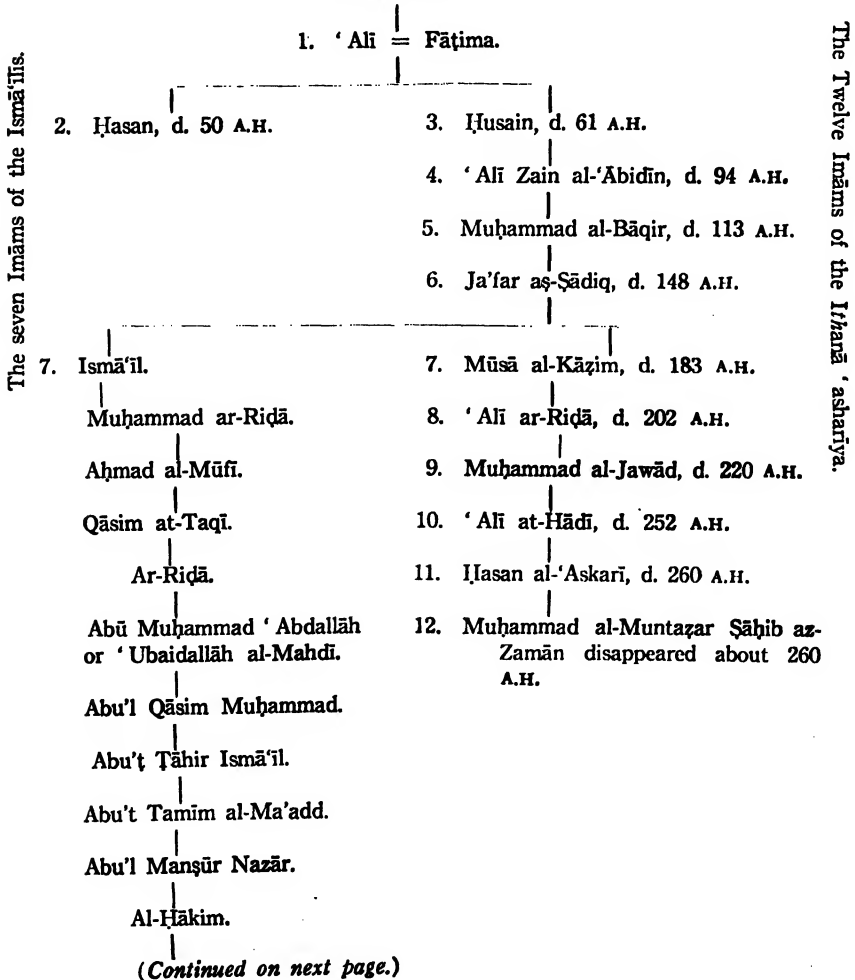 1. ‘Alī = Fāṭima.
The seven Imāms of the Ismā‘īlīs.
The Twelve Imāms of the Ithanā ‘asharīya.
2. Ḥasan, d. 50 A.H.
3. Ḥusain, d. 61 A.H.
4. ‘Alī Zain al-‘Ābidīn, d. 94 A.H.
5. Muḥammad al-Bāqir, d. 113 A.H.
6. Ja‘far aṣ-Ṣādiq, d. 148 A.H.
7. Ismā‘īl.
Muḥammad ar-Riḍā.
Aḥmad al-Mūfī.
Qāsim at-Taqī.
Ar-Riḍā.
Abū Muḥammad ‘Abdallāh
or ‘Ubaidallāh al-Mahdī.
Abu'l Qāsim Muḥammad.
Abu'ṭ Ṭāhir Ismā‘īl.
Abu't Tamīm al-Ma'add.
Abu'l Manṣūr Nazār.
Al-Ḥākim.
(Continued on next page.)
7. Mūsā al-Kāẓim, d. 183 A.H.
8. ‘Alī ar-Riḍā, d. 202 A.H.
9. Muḥammad al-Jawād, d. 220 A.H.
10. ‘Alī at-Hādī, d. 252 A.H.
11. Ḥasan al-‘Askarī, d. 260 A.H.
12. Muḥammad al-Muntaẓar Ṣāḥib az-
Zamān disappeared about 260
A.H.